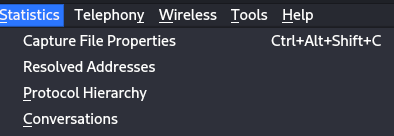 Statistics Telephony Wireless Tools Help
Capture File Properties Ctrl+Alt+Shift+C
Resolved Addresses
Protocol Hierarchy
Conversations